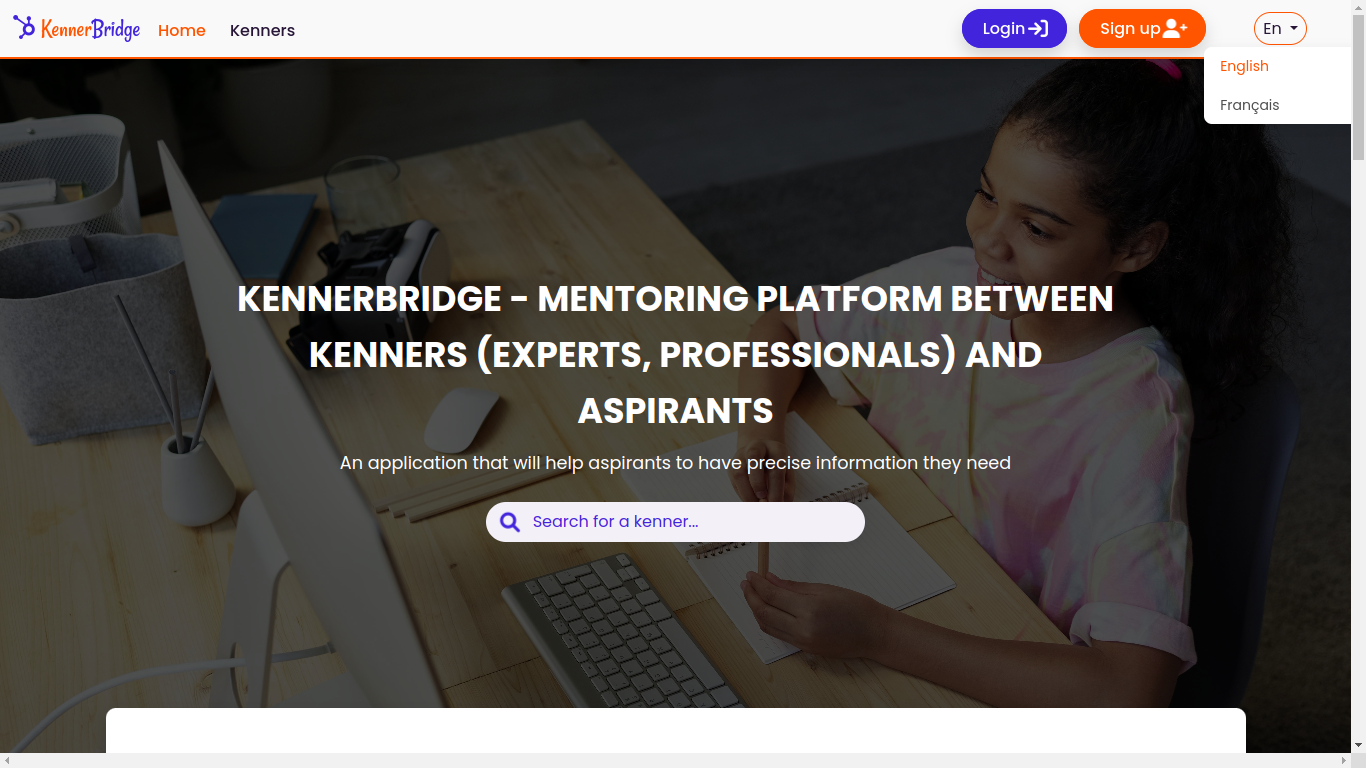 KennerBridge
Home
Kenners
Login
Sign up
En
English
Français
KENNERBRIDGE - MENTORING PLATFORM BETWEEN
KENNERS (EXPERTS, PROFESSIONALS) AND
ASPIRANTS
An application that will help aspirants to have precise information they need
Search for a kenner...